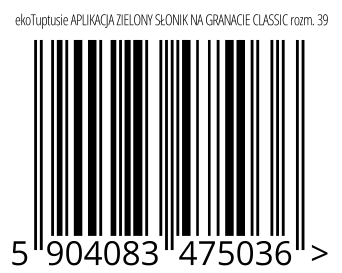 ekoTuptusie APLIKACJA ZIELONY SŁONIK NA GRANACIE CLASSIC rozm. 39
5 904083 475036 >